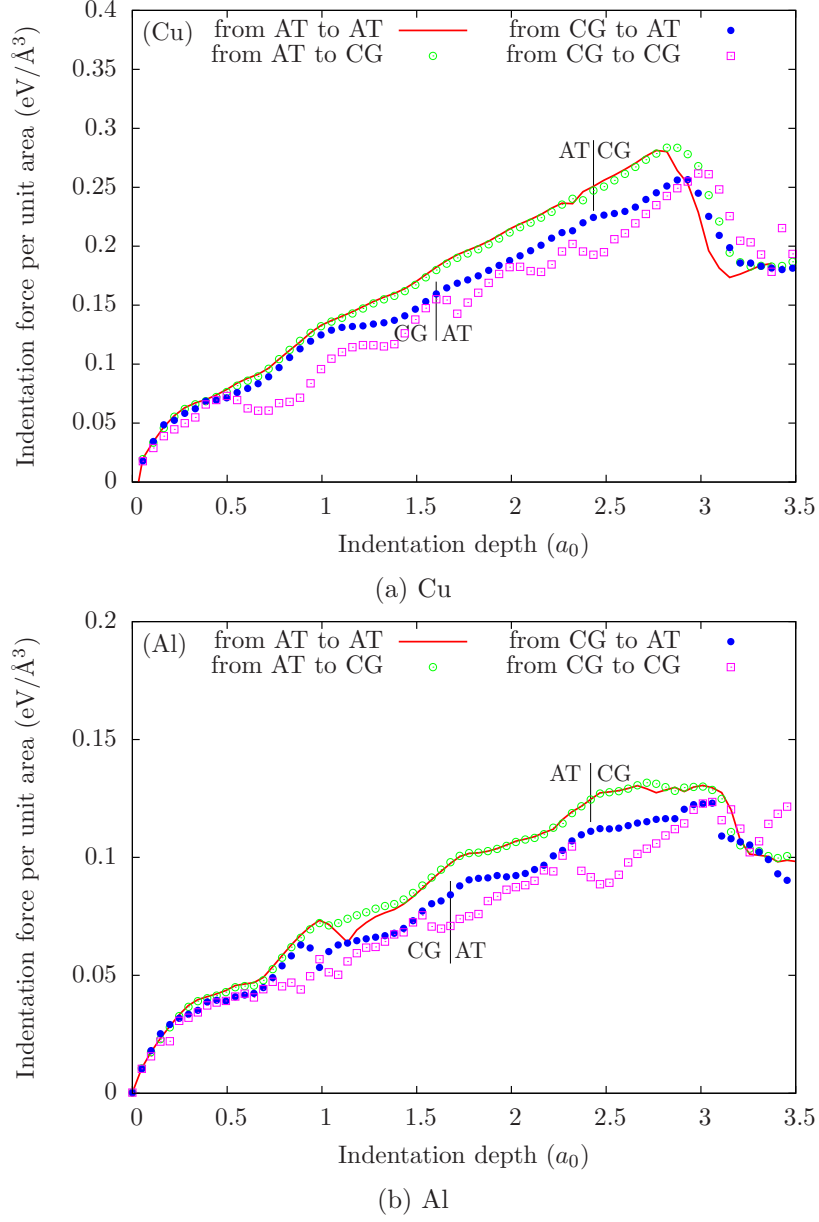 (Cu)
from AT to AT
from CG to AT
from AT to CG
from CG to CG
Indentation force per unit area (eV/Å³)
0.4
0.35
0.3
0.25
0.2
0.15
0.1
0.05
0
AT CG
CG AT
0 0.5 1 1.5 2 2.5 3 3.5
Indentation depth (a₀)
(a) Cu
(Al)
from AT to AT
from CG to AT
from AT to CG
from CG to CG
Indentation force per unit area (eV/Å³)
0.2
0.15
0.1
0.05
0
AT CG
CG AT
0 0.5 1 1.5 2 2.5 3 3.5
Indentation depth (a₀)
(b) Al